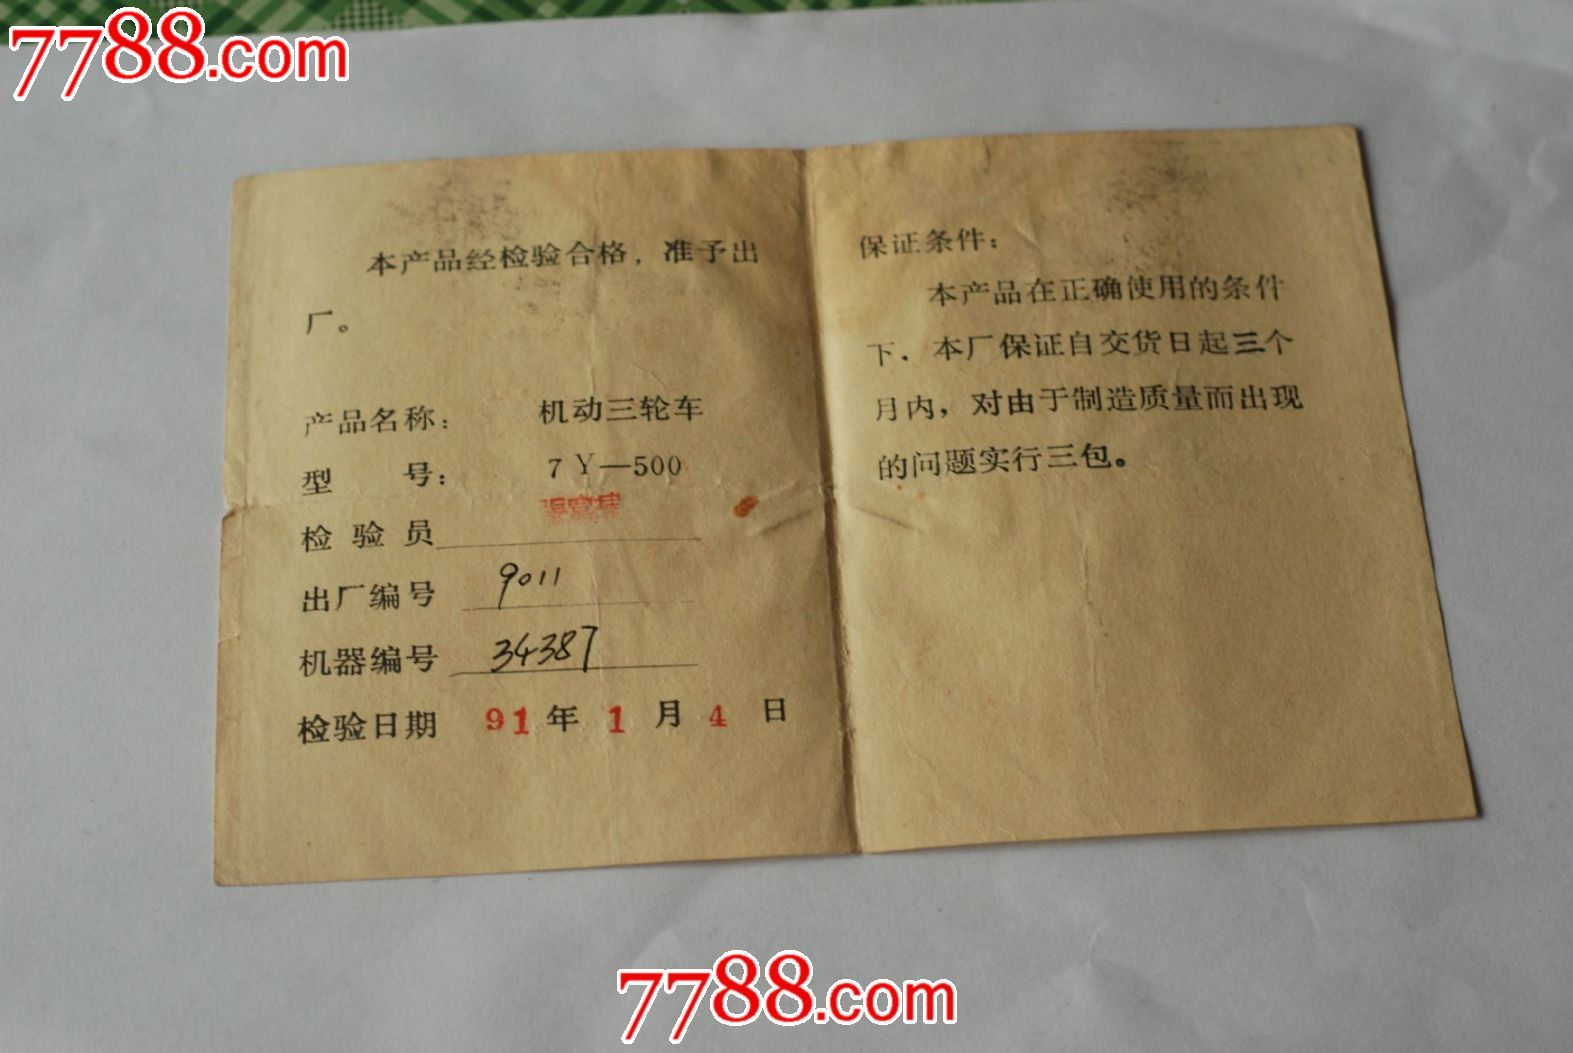 7788.com
本产品经检验合格，准予出
厂。
产品名称： 机动三轮车
型 号： 7Y—500
检验员
出厂编号 9011
机器编号 34387
检验日期 91年1月4日
保证条件：
本产品在正确使用的条件
下．本厂保证自交货日起三个
月内，对由于制造质量而出现
的问题实行三包。
7788.com